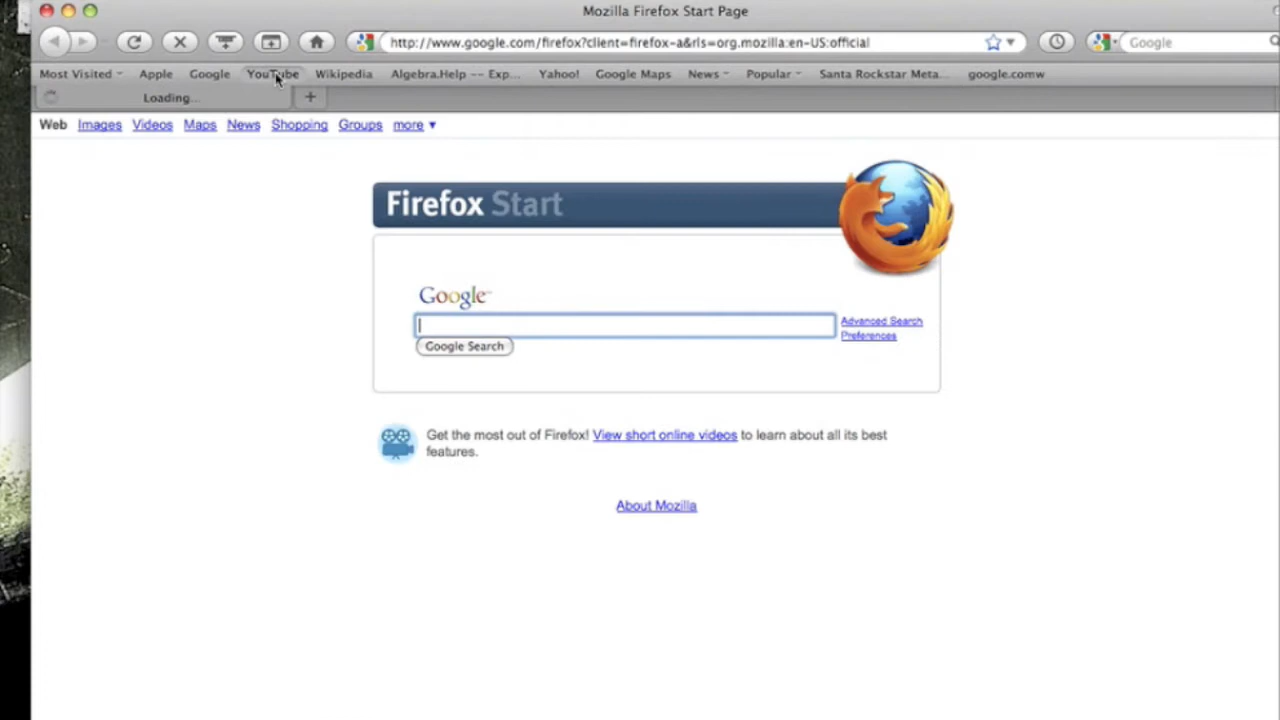 Mozilla Firefox Start Page
http://www.google.com/firefox?client=firefox-a&rls=org.mozilla:en-US:official
Google
Most Visited Apple Google YouTube Wikipedia Algebra.Help -- Exp... Yahoo! Google Maps News Popular Santa Rockstar Meta... google.comw
Loading...
Web Images Videos Maps News Shopping Groups more
Firefox Start
Google™
Advanced Search
Preferences
Google Search
Get the most out of Firefox! View short online videos to learn about all its best
features.
About Mozilla